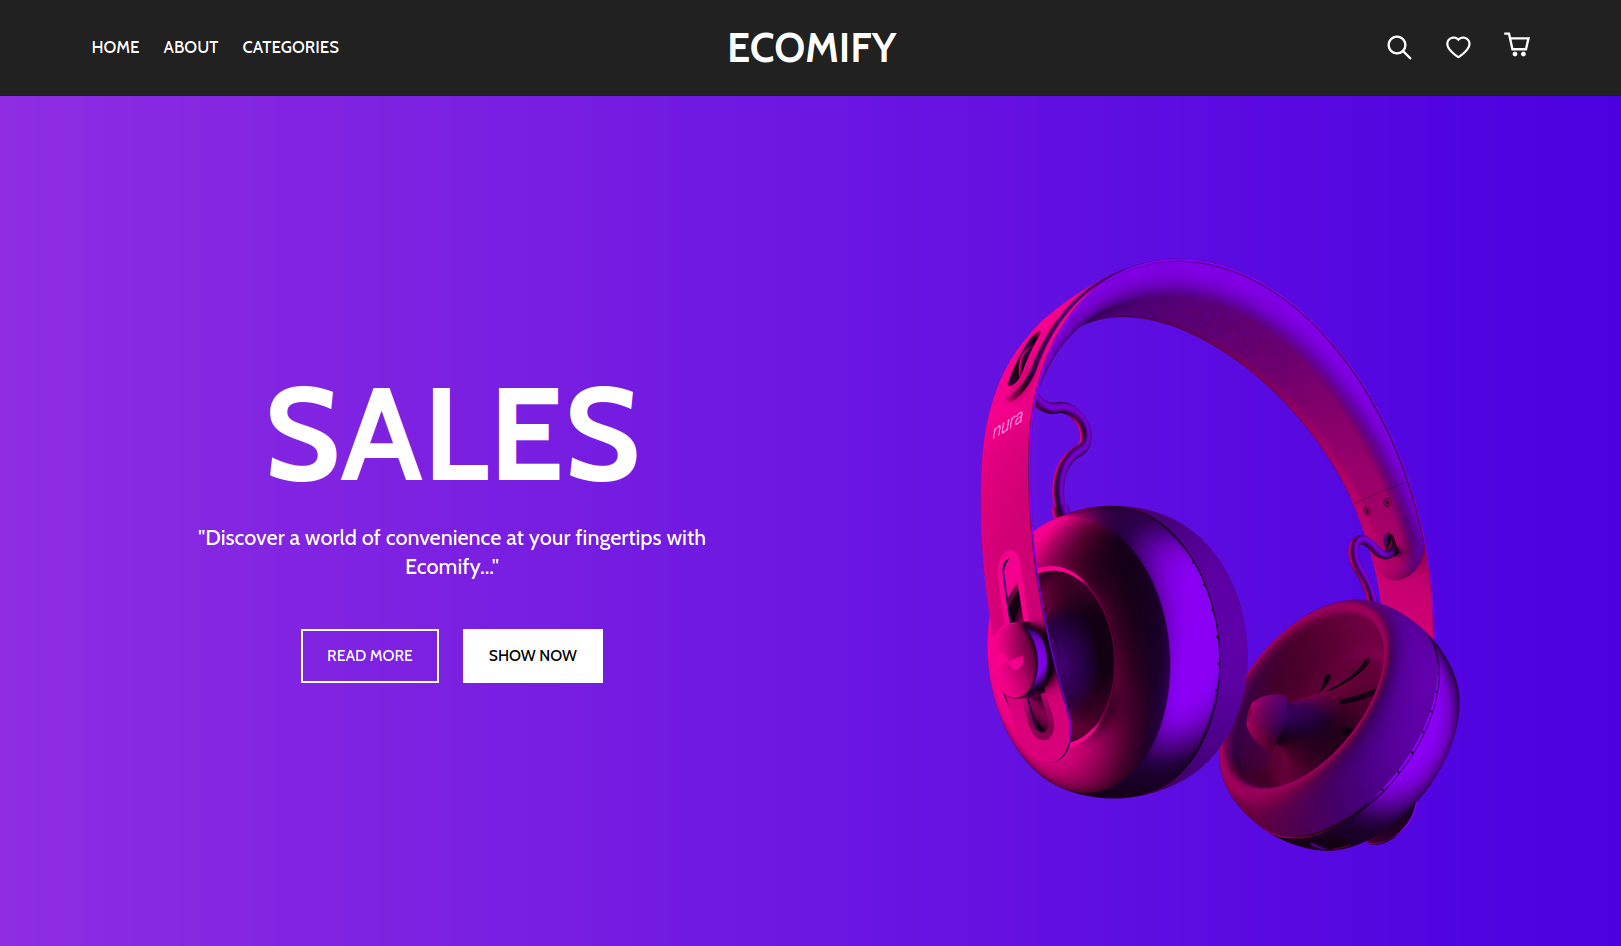 HOME ABOUT CATEGORIES ECOMIFY
SALES
nura
"Discover a world of convenience at your fingertips with
Ecomify..."
READ MORE SHOW NOW